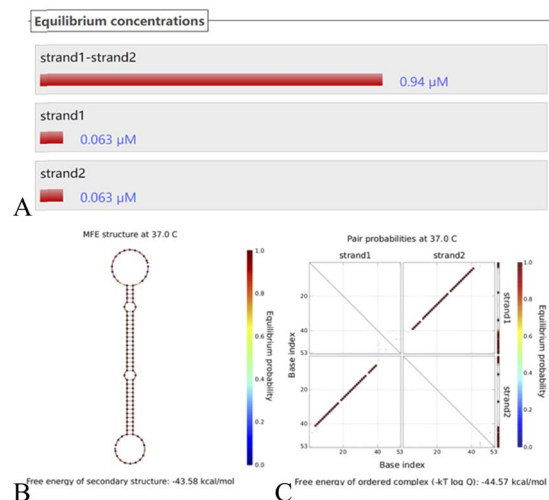 Equilibrium concentrations
strand1-strand2
0.94 µM
strand1
0.063 µM
strand2
0.063 µM
A
MFE structure at 37.0 C
1.0
0.8
0.6
0.4
0.2
0.0
Equilibrium probability
Free energy of secondary structure: -43.58 kcal/mol
B
Pair probabilities at 37.0 C
strand1 strand2
20
40
53
20
40
53
Base index
strand1
strand2
20 40 53 20 40 53
Base index
1.0
0.8
0.6
0.4
0.2
0.0
Equilibrium probability
Free energy of ordered complex (-kT log Q): -44.57 kcal/mol
C